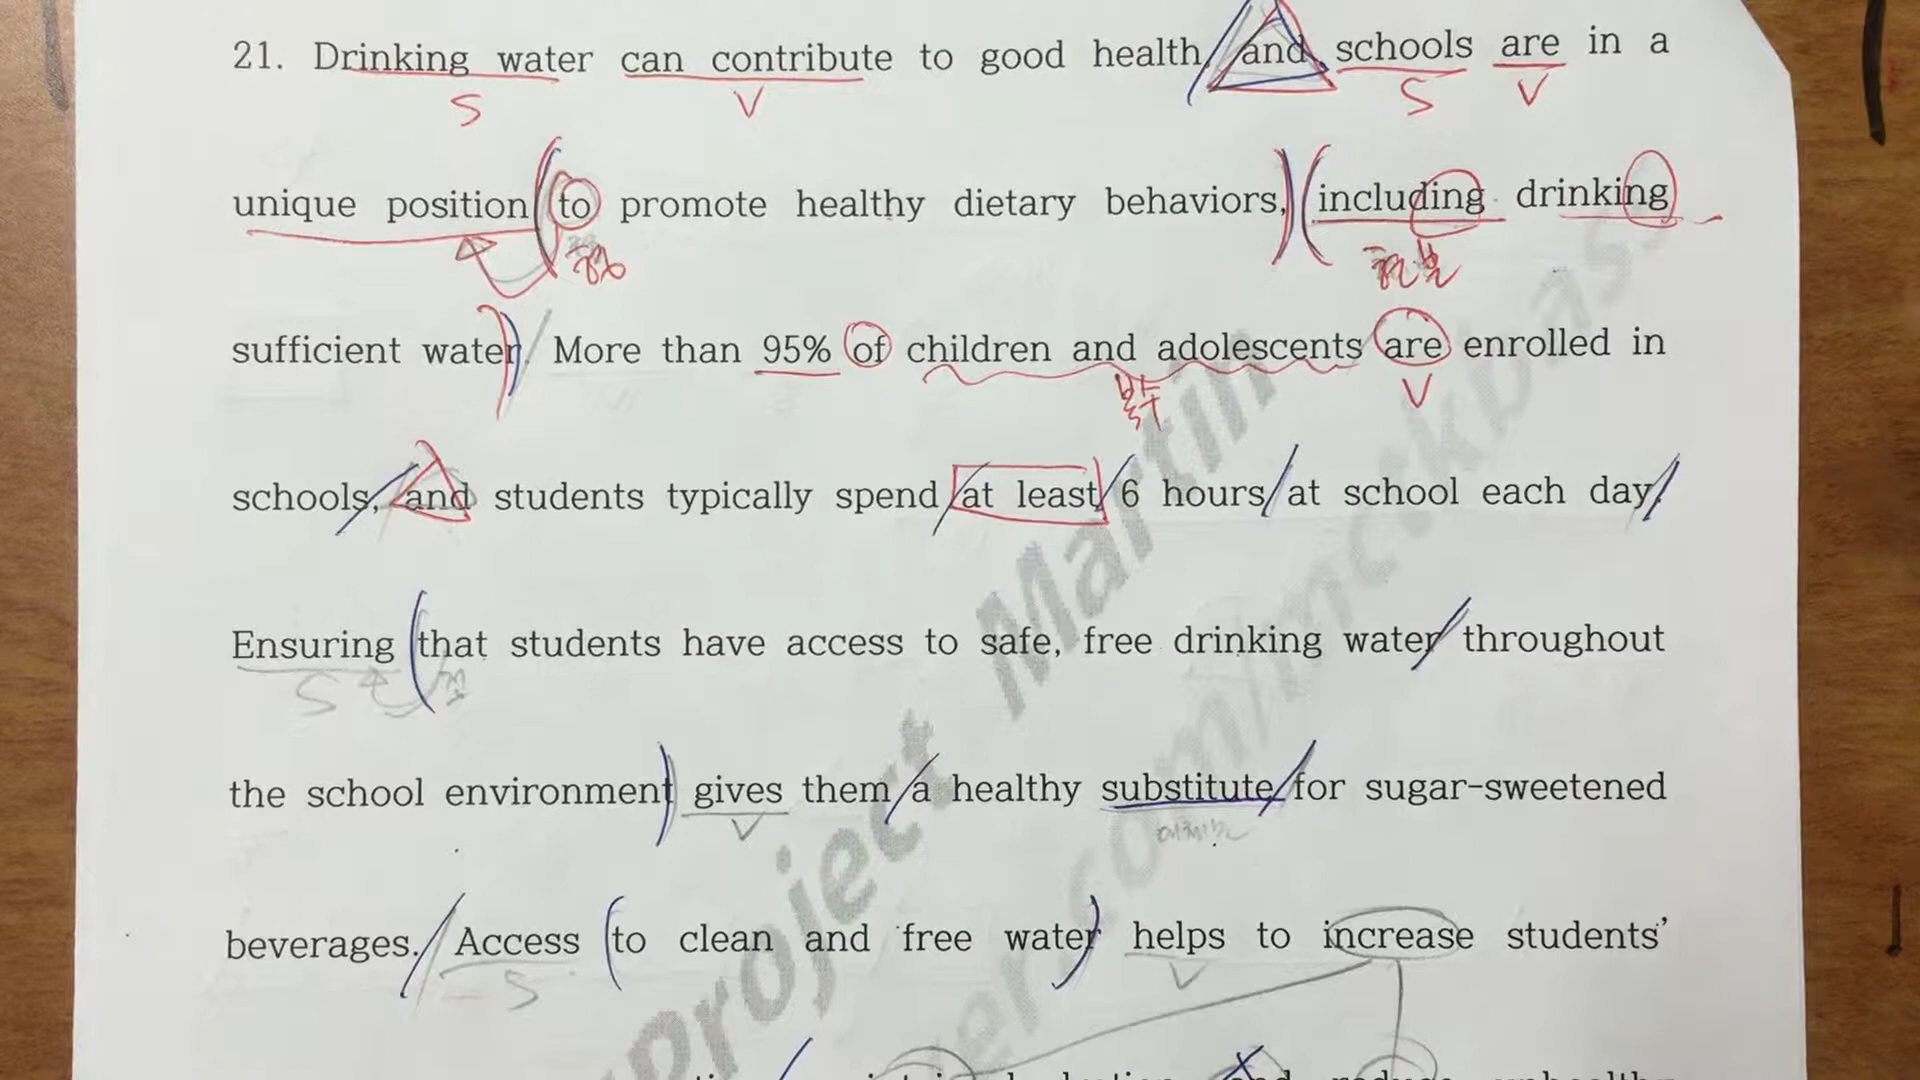 21. Drinking water can contribute to good health, and schools are in a
S V S V
unique position to promote healthy dietary behaviors, including drinking
sufficient water. More than 95% of children and adolescents are enrolled in
복수 V
schools, and students typically spend at least 6 hours at school each day.
Ensuring that students have access to safe, free drinking water throughout
S
the school environment gives them a healthy substitute for sugar-sweetened
V
beverages. Access to clean and free water helps to increase students'
S V
Project Martin